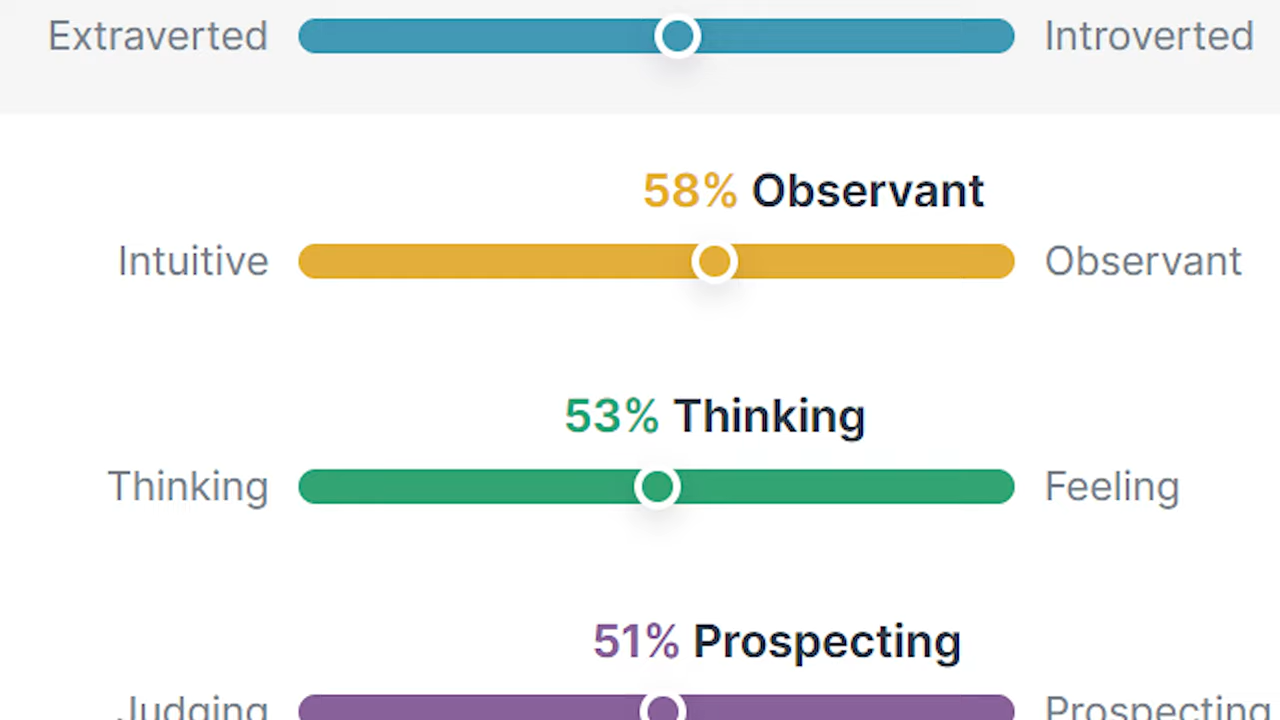 Extraverted Introverted
58% Observant
Intuitive Observant
53% Thinking
Thinking Feeling
51% Prospecting
Judging Prospecting